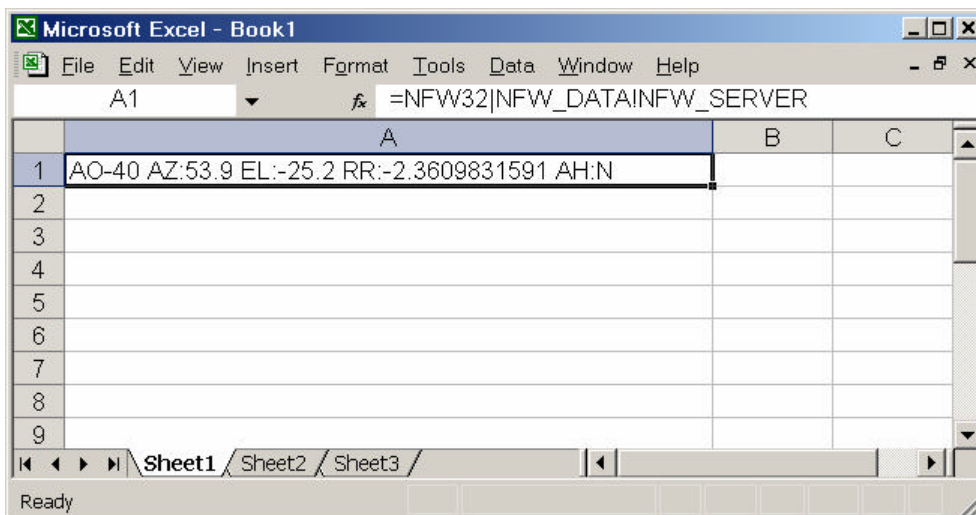 Microsoft Excel - Book1
File Edit View Insert Format Tools Data Window Help
A1 fx =NFW32|NFW_DATA!NFW_SERVER
A B C
1 AO-40 AZ:53.9 EL:-25.2 RR:-2.3609831591 AH:N
2
3
4
5
6
7
8
9
Sheet1 / Sheet2 / Sheet3 /
Ready